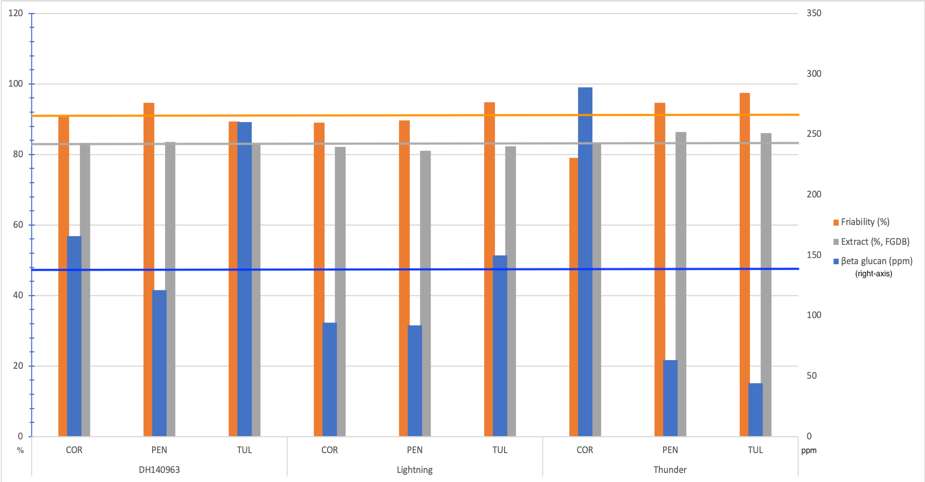 120
100
80
60
40
20
0
350
300
250
200
150
100
50
0
% COR PEN TUL COR PEN TUL COR PEN TUL ppm
DH140963 Lightning Thunder
Friability (%)
Extract (%, FGDB)
βeta glucan (ppm)
(right-axis)